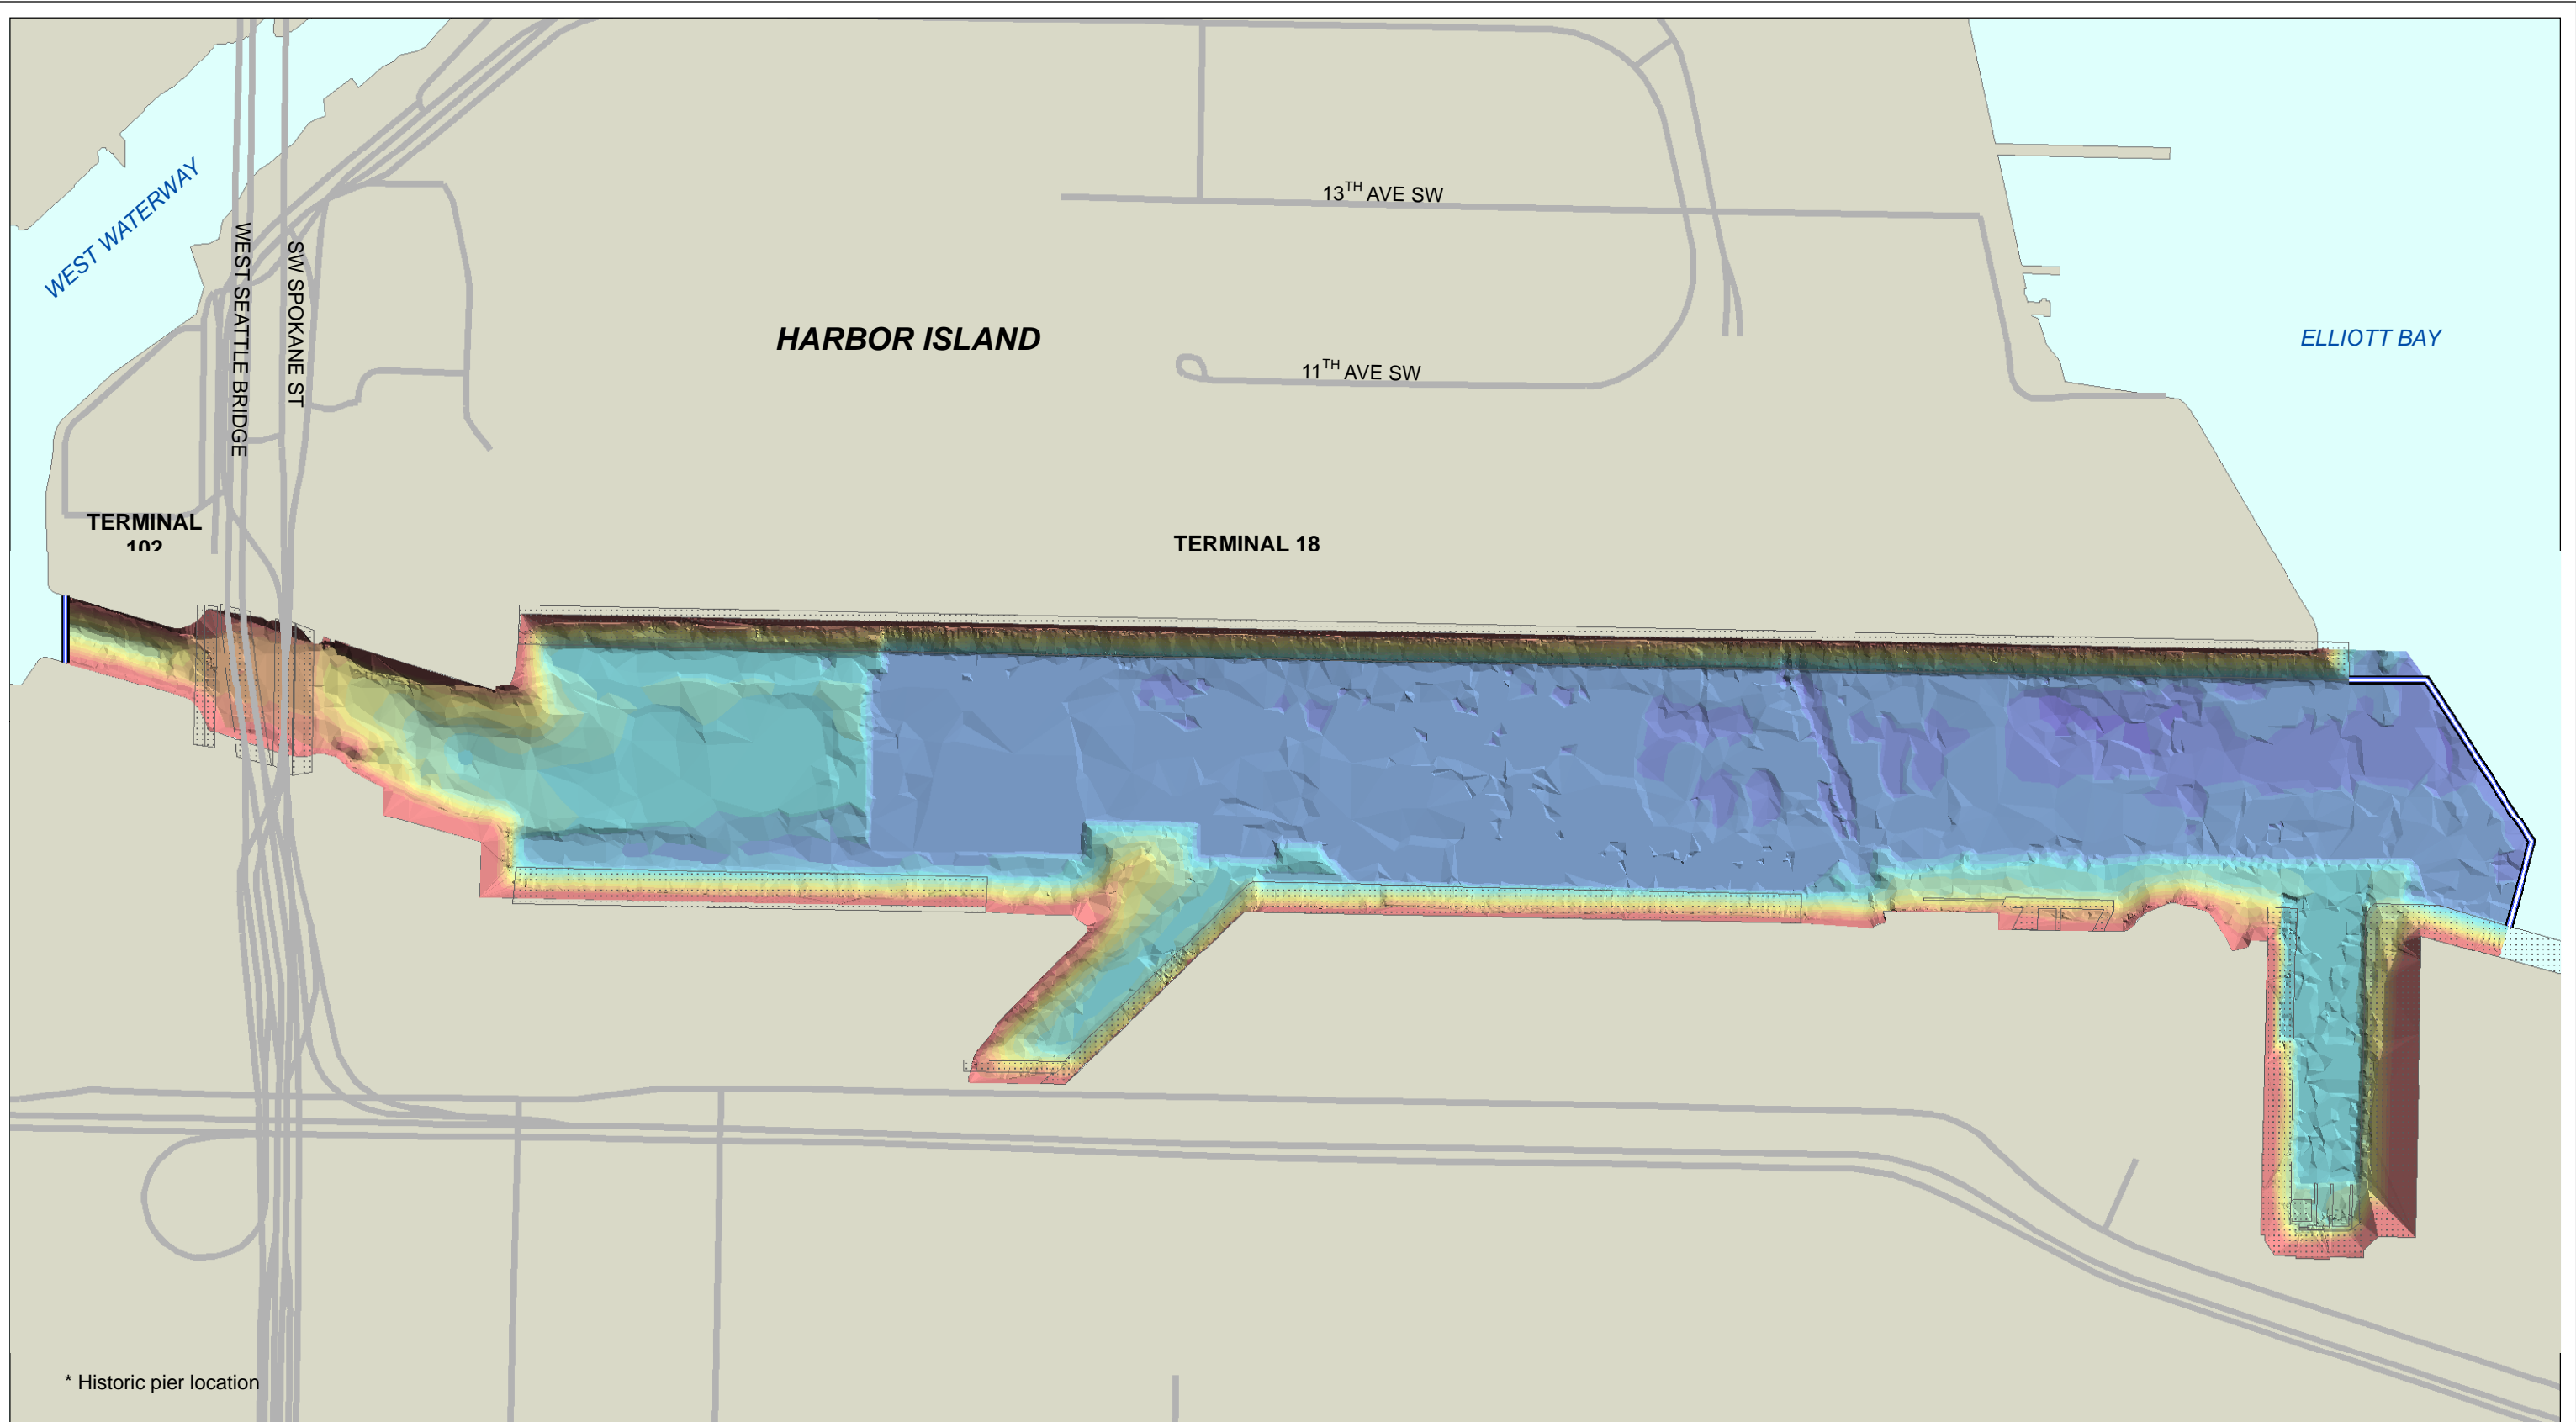 13TH AVE SW
WEST WATERWAY
WEST SEATTLE BRIDGE
SW SPOKANE ST
HARBOR ISLAND
ELLIOTT BAY
11TH AVE SW
TERMINAL
102
TERMINAL 18
* Historic pier location